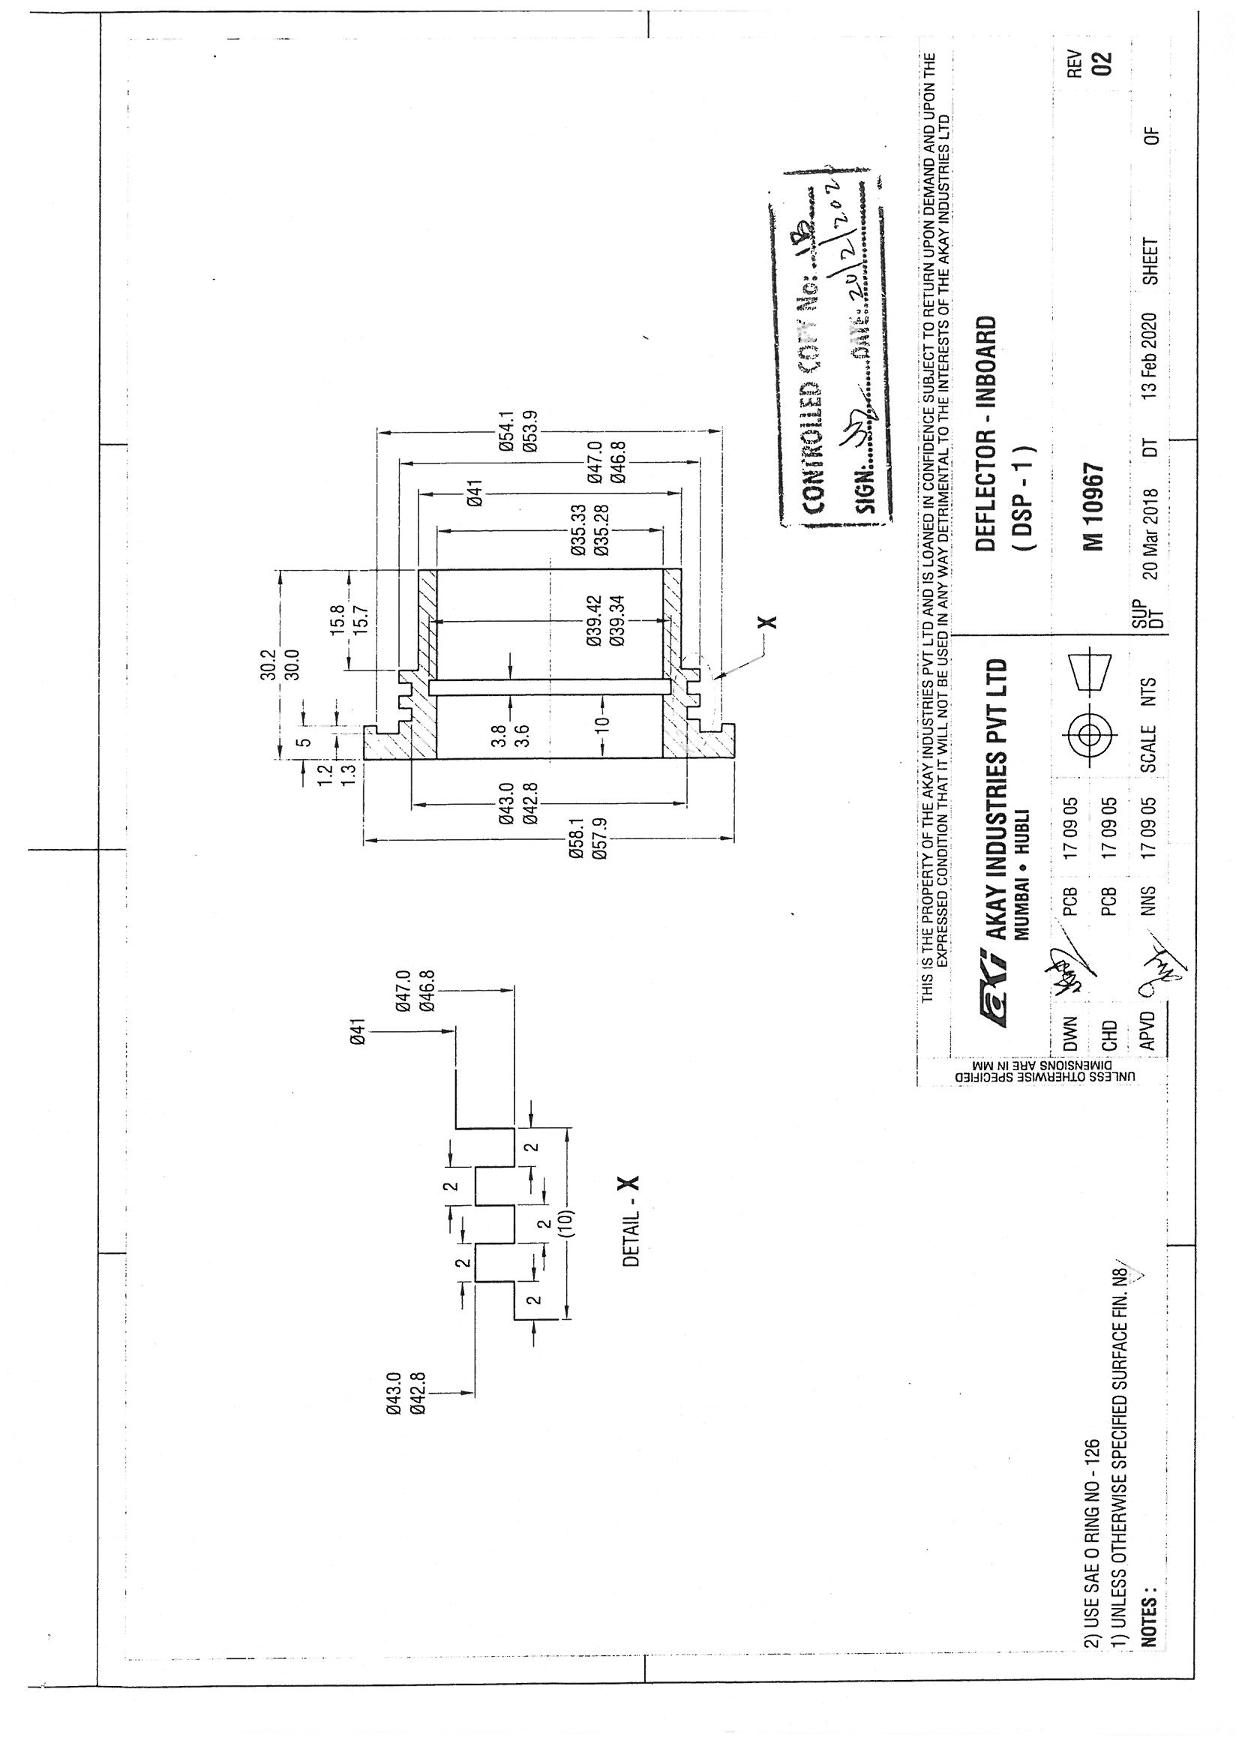 30.2
30.0
5
1.2
1.3
15.8
15.7
Ø54.1
Ø53.9
Ø47.0
Ø46.8
Ø41
Ø35.33
Ø35.28
Ø39.42
Ø39.34
3.8
3.6
10
X
Ø43.0
Ø42.8
Ø58.1
Ø57.9
Ø41
Ø47.0
Ø46.8
2
2
2
2
2
(10)
Ø43.0
Ø42.8
DETAIL - X
CONTROLLED COPY No: 1B
SIGN: DATE: 20/2/202
THIS IS THE PROPERTY OF THE AKAY INDUSTRIES PVT LTD AND IS LOANED IN CONFIDENCE SUBJECT TO RETURN UPON DEMAND AND UPON THE
EXPRESSED CONDITION THAT IT WILL NOT BE USED IN ANY WAY DETRIMENTAL TO THE INTERESTS OF THE AKAY INDUSTRIES LTD
UNLESS OTHERWISE SPECIFIED
DIMENSIONS ARE IN MM
aKi AKAY INDUSTRIES PVT LTD
MUMBAI • HUBLI
DEFLECTOR - INBOARD
( DSP - 1 )
DWN PCB 17 09 05
CHD PCB 17 09 05
APVD NNS 17 09 05 SCALE NTS
M 10967
REV
02
SUP
DT 20 Mar 2018 DT 13 Feb 2020 SHEET OF
2) USE SAE O RING NO - 126
1) UNLESS OTHERWISE SPECIFIED SURFACE FIN. N8
NOTES :